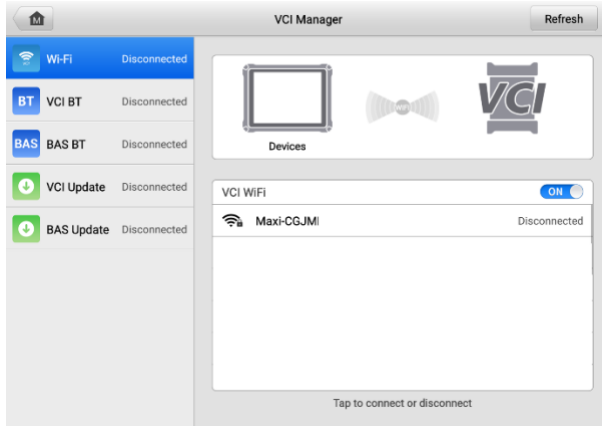 M
VCI Manager
Refresh
Wi-Fi Disconnected
BT VCI BT Disconnected
BAS BAS BT Disconnected
VCI Update Disconnected
BAS Update Disconnected
WiFi
VCI
Devices
VCI WiFi ON
Maxi-CGJMI Disconnected
Tap to connect or disconnect